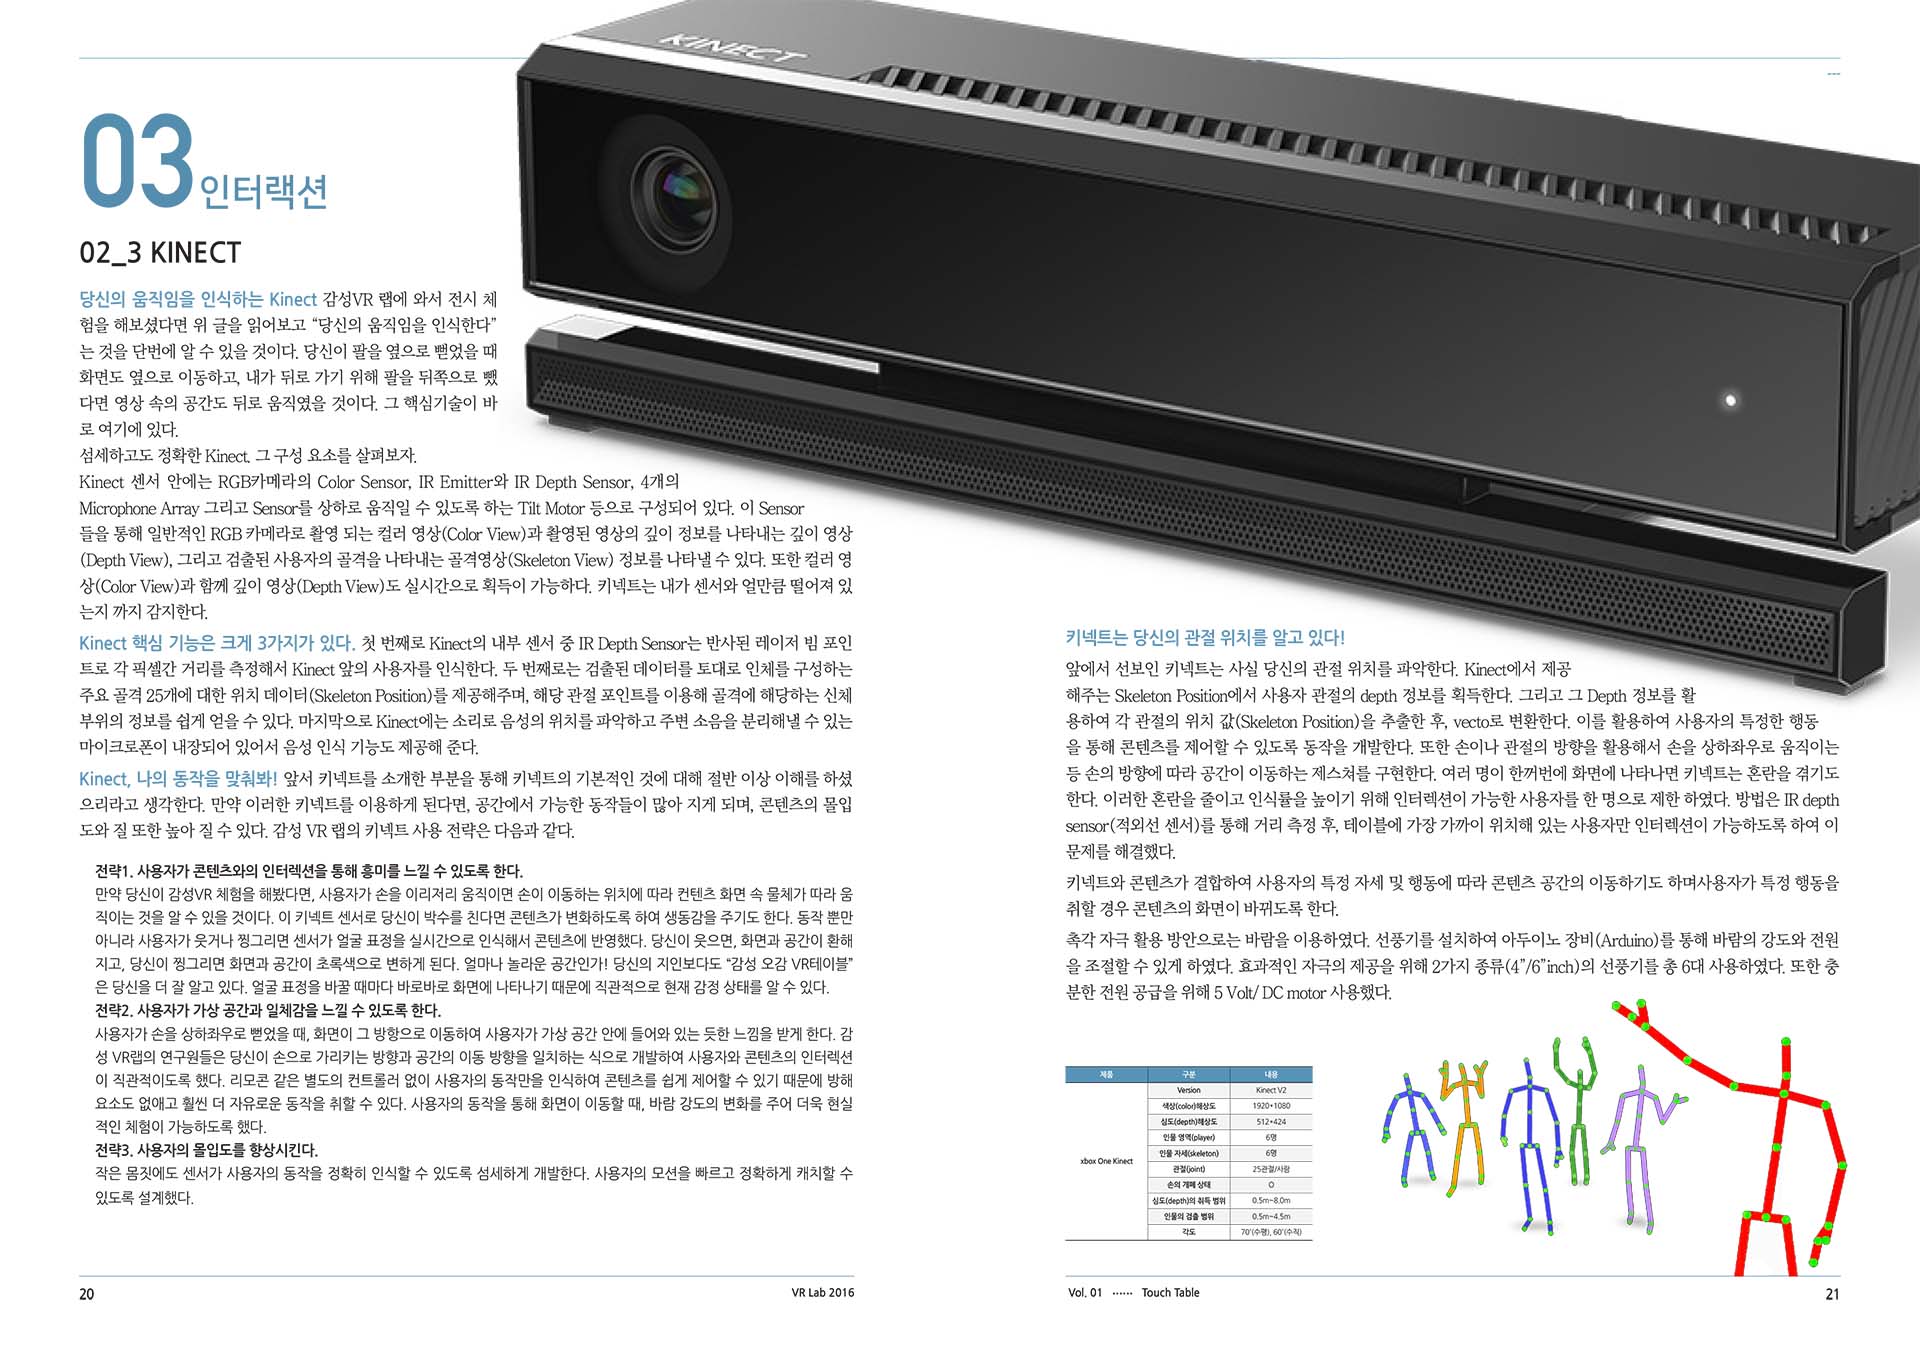 KINECT
---
03 인터랙션
02_3 KINECT
당신의 움직임을 인식하는 Kinect 감성VR 랩에 와서 전시 체
험을 해보셨다면 위 글을 읽어보고 “당신의 움직임을 인식한다”
는 것을 단번에 알 수 있을 것이다. 당신이 팔을 옆으로 뻗었을 때
화면도 옆으로 이동하고, 내가 뒤로 가기 위해 팔을 뒤쪽으로 뺐
다면 영상 속의 공간도 뒤로 움직였을 것이다. 그 핵심기술이 바
로 여기에 있다.
섬세하고도 정확한 Kinect. 그 구성 요소를 살펴보자.
Kinect 센서 안에는 RGB카메라의 Color Sensor, IR Emitter와 IR Depth Sensor, 4개의
Microphone Array 그리고 Sensor를 상하로 움직일 수 있도록 하는 Tilt Motor 등으로 구성되어 있다. 이 Sensor
들을 통해 일반적인 RGB 카메라로 촬영 되는 컬러 영상(Color View)과 촬영된 영상의 깊이 정보를 나타내는 깊이 영상
(Depth View), 그리고 검출된 사용자의 골격을 나타내는 골격영상(Skeleton View) 정보를 나타낼 수 있다. 또한 컬러 영
상(Color View)과 함께 깊이 영상(Depth View)도 실시간으로 획득이 가능하다. 키넥트는 내가 센서와 얼만큼 떨어져 있
는지 까지 감지한다.
Kinect 핵심 기능은 크게 3가지가 있다. 첫 번째로 Kinect의 내부 센서 중 IR Depth Sensor는 반사된 레이저 빔 포인
트로 각 픽셀간 거리를 측정해서 Kinect 앞의 사용자를 인식한다. 두 번째로는 검출된 데이터를 토대로 인체를 구성하는
주요 골격 25개에 대한 위치 데이터(Skeleton Position)를 제공해주며, 해당 관절 포인트를 이용해 골격에 해당하는 신체
부위의 정보를 쉽게 얻을 수 있다. 마지막으로 Kinect에는 소리로 음성의 위치를 파악하고 주변 소음을 분리해낼 수 있는
마이크로폰이 내장되어 있어서 음성 인식 기능도 제공해 준다.
Kinect, 나의 동작을 맞춰봐! 앞서 키넥트를 소개한 부분을 통해 키넥트의 기본적인 것에 대해 절반 이상 이해를 하셨
으리라고 생각한다. 만약 이러한 키넥트를 이용하게 된다면, 공간에서 가능한 동작들이 많아 지게 되며, 콘텐츠의 몰입
도와 질 또한 높아 질 수 있다. 감성 VR 랩의 키넥트 사용 전략은 다음과 같다.
전략1. 사용자가 콘텐츠와의 인터렉션을 통해 흥미를 느낄 수 있도록 한다.
만약 당신이 감성VR 체험을 해봤다면, 사용자가 손을 이리저리 움직이면 손이 이동하는 위치에 따라 컨텐츠 화면 속 물체가 따라 움
직이는 것을 알 수 있을 것이다. 이 키넥트 센서로 당신이 박수를 친다면 콘텐츠가 변화하도록 하여 생동감을 주기도 한다. 동작 뿐만
아니라 사용자가 웃거나 찡그리면 센서가 얼굴 표정을 실시간으로 인식해서 콘텐츠에 반영했다. 당신이 웃으면, 화면과 공간이 환해
지고, 당신이 찡그리면 화면과 공간이 초록색으로 변하게 된다. 얼마나 놀라운 공간인가! 당신의 지인보다도 “감성 오감 VR테이블”
은 당신을 더 잘 알고 있다. 얼굴 표정을 바꿀 때마다 바로바로 화면에 나타나기 때문에 직관적으로 현재 감정 상태를 알 수 있다.
전략2. 사용자가 가상 공간과 일체감을 느낄 수 있도록 한다.
사용자가 손을 상하좌우로 뻗었을 때, 화면이 그 방항으로 이동하여 사용자가 가상 공간 안에 들어와 있는 듯한 느낌을 받게 한다. 감
성 VR랩의 연구원들은 당신이 손으로 가리키는 방향과 공간의 이동 방향을 일치하는 식으로 개발하여 사용자와 콘텐츠의 인터렉션
이 직관적이도록 했다. 리모콘 같은 별도의 컨트롤러 없이 사용자의 동작만을 인식하여 콘텐츠를 쉽게 제어할 수 있기 때문에 방해
요소도 없애고 훨씬 더 자유로운 동작을 취할 수 있다. 사용자의 동작을 통해 화면이 이동할 때, 바람 강도의 변화를 주어 더욱 현실
적인 체험이 가능하도록 했다.
전략3. 사용자의 몰입도를 향상시킨다.
작은 몸짓에도 센서가 사용자의 동작을 정확히 인식할 수 있도록 섬세하게 개발한다. 사용자의 모션을 빠르고 정확하게 캐치할 수
있도록 설계했다.
20
VR Lab 2016
키넥트는 당신의 관절 위치를 알고 있다!
앞에서 선보인 키넥트는 사실 당신의 관절 위치를 파악한다. Kinect에서 제공
해주는 Skeleton Position에서 사용자 관절의 depth 정보를 획득한다. 그리고 그 Depth 정보를 활
용하여 각 관절의 위치 값(Skeleton Position)을 추출한 후, vecto로 변환한다. 이를 활용하여 사용자의 특정한 행동
을 통해 콘텐츠를 제어할 수 있도록 동작을 개발한다. 또한 손이나 관절의 방향을 활용해서 손을 상하좌우로 움직이는
등 손의 방향에 따라 공간이 이동하는 제스쳐를 구현한다. 여러 명이 한꺼번에 화면에 나타나면 키넥트는 혼란을 겪기도
한다. 이러한 혼란을 줄이고 인식률을 높이기 위해 인터렉션이 가능한 사용자를 한 명으로 제한 하였다. 방법은 IR depth
sensor(적외선 센서)를 통해 거리 측정 후, 테이블에 가장 가까이 위치해 있는 사용자만 인터렉션이 가능하도록 하여 이
문제를 해결했다.
키넥트와 콘텐츠가 결합하여 사용자의 특정 자세 및 행동에 따라 콘텐츠 공간의 이동하기도 하며사용자가 특정 행동을
취할 경우 콘텐츠의 화면이 바뀌도록 한다.
촉각 자극 활용 방안으로는 바람을 이용하였다. 선풍기를 설치하여 아두이노 장비(Arduino)를 통해 바람의 강도와 전원
을 조절할 수 있게 하였다. 효과적인 자극의 제공을 위해 2가지 종류(4”/6”inch)의 선풍기를 총 6대 사용하였다. 또한 충
분한 전원 공급을 위해 5 Volt/ DC motor 사용했다.
제품 구분 내용
xbox One Kinect
Version Kinect V2
색상(color)해상도 1920*1080
심도(depth)해상도 512*424
인물 영역(player) 6명
인물 자세(skeleton) 6명
관절(joint) 25관절/사람
손의 개폐 상태 O
심도(depth)의 취득 범위 0.5m~8.0m
인물의 검출 범위 0.5m~4.5m
각도 70°(수평), 60°(수직)
Vol. 01 ······ Touch Table
21